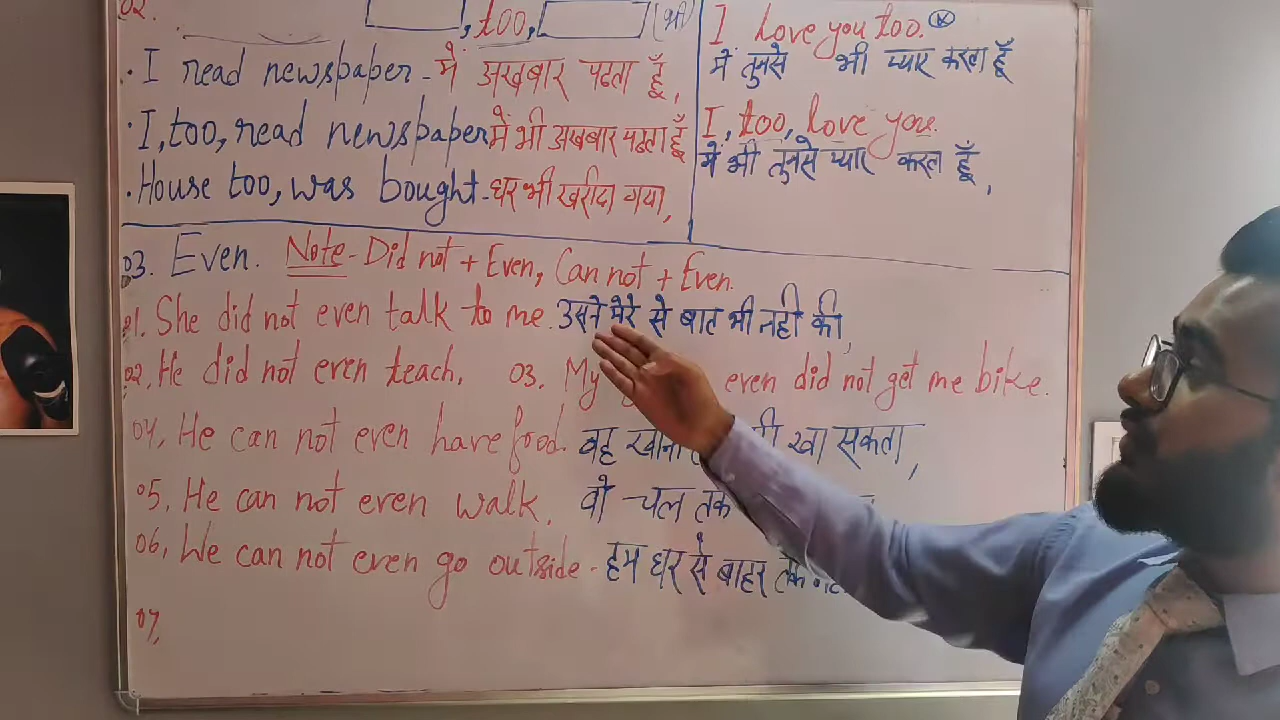 02. , too, (भी)
· I read newspaper - में अखबार पढता हूँ,
· I, too, read newspaper में भी अखबार पढता हूँ
· House too, was bought - घर भी खरीदा गया,
I love you too.
में तुमसे भी प्यार करता हूँ
I, too, love you.
में भी तुमसे प्यार करता हूँ,
03. Even. Note - Did not + Even, Can not + Even.
01. She did not even talk to me. उसने मेरे से बात भी नही की,
02. He did not even teach. 03. My even did not get me bike.
04, He can not even have food. वह खाना खा सकता,
05, He can not even walk. वो चल तक
06, We can not even go outside - हम घर से बाहर तक
07,